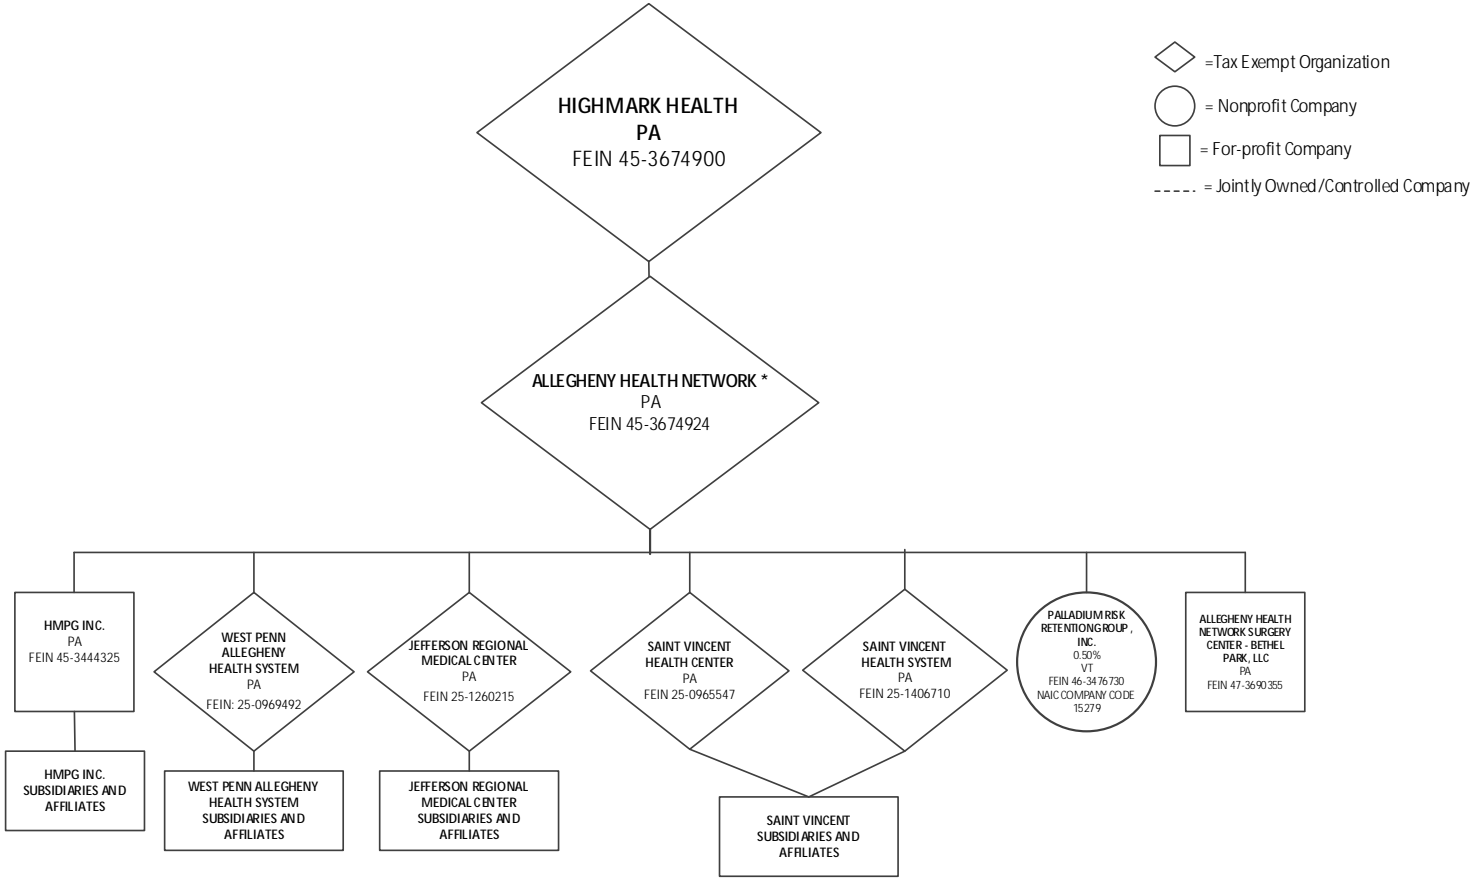 HIGHMARK HEALTH
PA
FEIN 45-3674900
=Tax Exempt Organization
= Nonprofit Company
= For-profit Company
= Jointly Owned/Controlled Company
ALLEGHENY HEALTH NETWORK *
PA
FEIN 45-3674924
HMPG INC.
PA
FEIN 45-3444325
WEST PENN
ALLEGHENY
HEALTH SYSTEM
PA
FEIN: 25-0969492
JEFFERSON REGIONAL
MEDICAL CENTER
PA
FEIN 25-1260215
SAINT VINCENT
HEALTH CENTER
PA
FEIN 25-0965547
SAINT VINCENT
HEALTH SYSTEM
PA
FEIN 25-1406710
PALLADIUM RISK
RETENTION GROUP,
INC.
0.50%
VT
FEIN 46-3476730
NAIC COMPANY CODE
15279
ALLEGHENY HEALTH
NETWORK SURGERY
CENTER - BETHEL
PARK, LLC
PA
FEIN 47-3690355
HMPG INC.
SUBSIDIARIES AND
AFFILIATES
WEST PENN ALLEGHENY
HEALTH SYSTEM
SUBSIDIARIES AND
AFFILIATES
JEFFERSON REGIONAL
MEDICAL CENTER
SUBSIDIARIES AND
AFFILIATES
SAINT VINCENT
SUBSIDIARIES AND
AFFILIATES